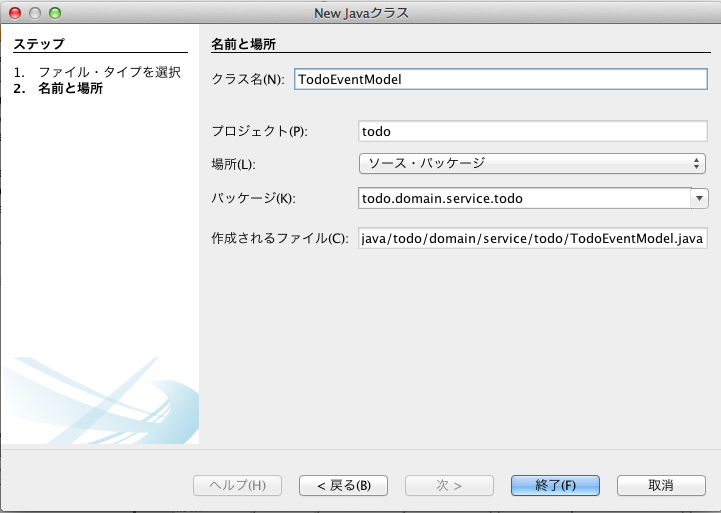 New Javaクラス
ステップ
1. ファイル・タイプを選択
2. 名前と場所
名前と場所
クラス名(N): TodoEventModel
プロジェクト(P): todo
場所(L): ソース・パッケージ
パッケージ(K): todo.domain.service.todo
作成されるファイル(C): java/todo/domain/service/todo/TodoEventModel.java
ヘルプ(H) < 戻る(B) 次 > 終了(F) 取消